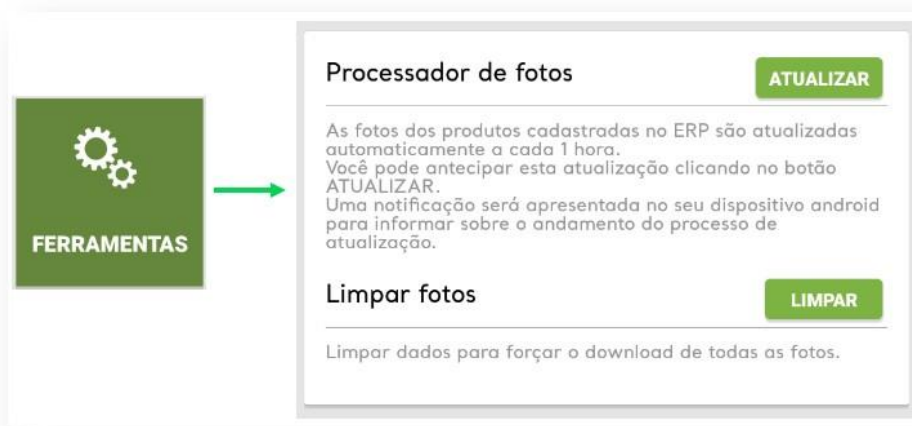 FERRAMENTAS
Processador de fotos
ATUALIZAR
As fotos dos produtos cadastradas no ERP são atualizadas
automaticamente a cada 1 hora.
Você pode antecipar esta atualização clicando no botão
ATUALIZAR.
Uma notificação será apresentada no seu dispositivo android
para informar sobre o andamento do processo de
atualização.
Limpar fotos
LIMPAR
Limpar dados para forçar o download de todas as fotos.